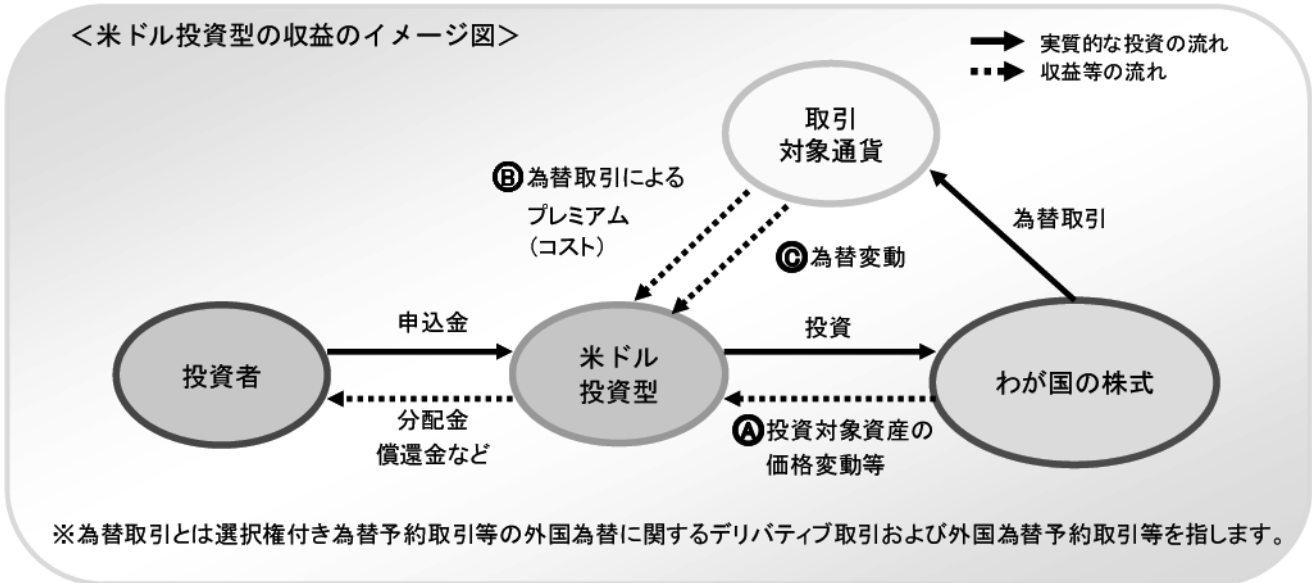 ＜米ドル投資型の収益のイメージ図＞
実質的な投資の流れ
収益等の流れ
取引
対象通貨
Ⓑ為替取引による
プレミアム
（コスト）
Ⓒ為替変動
為替取引
投資者
申込金
分配金
償還金など
米ドル
投資型
投資
Ⓐ投資対象資産の
価格変動等
わが国の株式
※為替取引とは選択権付き為替予約取引等の外国為替に関するデリバティブ取引および外国為替予約取引等を指します。